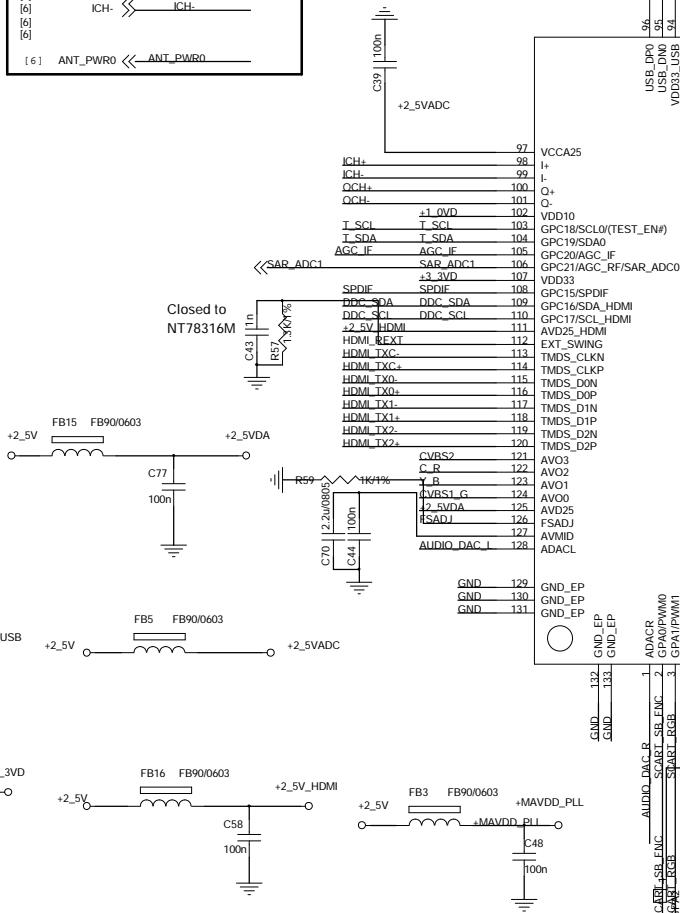 [6] ICH- ICH-
[6]
[6]
[6] ANT_PWR0 ANT_PWR0
100n
C39
+2_5VADC
96
95
94
USB_DP0
USB_DN0
VDD33_USB
97 VCCA25
ICH+ 98 I+
ICH- 99 I-
QCH+ 100 Q+
QCH- 101 Q-
+1_0VD 102 VDD10
T_SCL T_SCL 103 GPC18/SCL0/(TEST_EN#)
T_SDA T_SDA 104 GPC19/SDA0
AGC_IF AGC_IF 105 GPC20/AGC_IF
SAR_ADC1 SAR_ADC1 106 GPC21/AGC_RF/SAR_ADC0
+3_3VD 107 VDD33
SPDIF SPDIF 108 GPC15/SPDIF
DDC_SDA DDC_SDA 109 GPC16/SDA_HDMI
DDC_SCL DDC_SCL 110 GPC17/SCL_HDMI
+2_5V_HDMI 111 AVD25_HDMI
HDMI_REXT 112 EXT_SWING
HDMI_TXC- 113 TMDS_CLKN
HDMI_TXC+ 114 TMDS_CLKP
HDMI_TX0- 115 TMDS_D0N
HDMI_TX0+ 116 TMDS_D0P
HDMI_TX1- 117 TMDS_D1N
HDMI_TX1+ 118 TMDS_D1P
HDMI_TX2- 119 TMDS_D2N
HDMI_TX2+ 120 TMDS_D2P
CVBS2 121 AVO3
C_R 122 AVO2
Y_B 123 AVO1
CVBS1_G 124 AVO0
+2_5VDA 125 AVD25
FSADJ 126 FSADJ
127 AVMID
AUDIO_DAC_L 128 ADACL
GND 129 GND_EP
GND 130 GND_EP
GND 131 GND_EP
Closed to
NT78316M
C43 1n
R57 1.3K/1%
R59 1K/1%
C70 2.2u/0805
C44 100n
FB15 FB90/0603
+2_5V +2_5VDA
C77
100n
FB5 FB90/0603
USB
+2_5V +2_5VADC
_3VD
FB16 FB90/0603
+2_5V +2_5V_HDMI
C58
100n
FB3 FB90/0603
+2_5V +MAVDD_PLL
+MAVDD_PLL
C48
100n
GND_EP
GND_EP
132
133
GND
GND
ADACR
GPA0/PWM0
GPA1/PWM1
1
2
3
AUDIO_DAC_R
SCART_SB_ENC
SCART_RGB